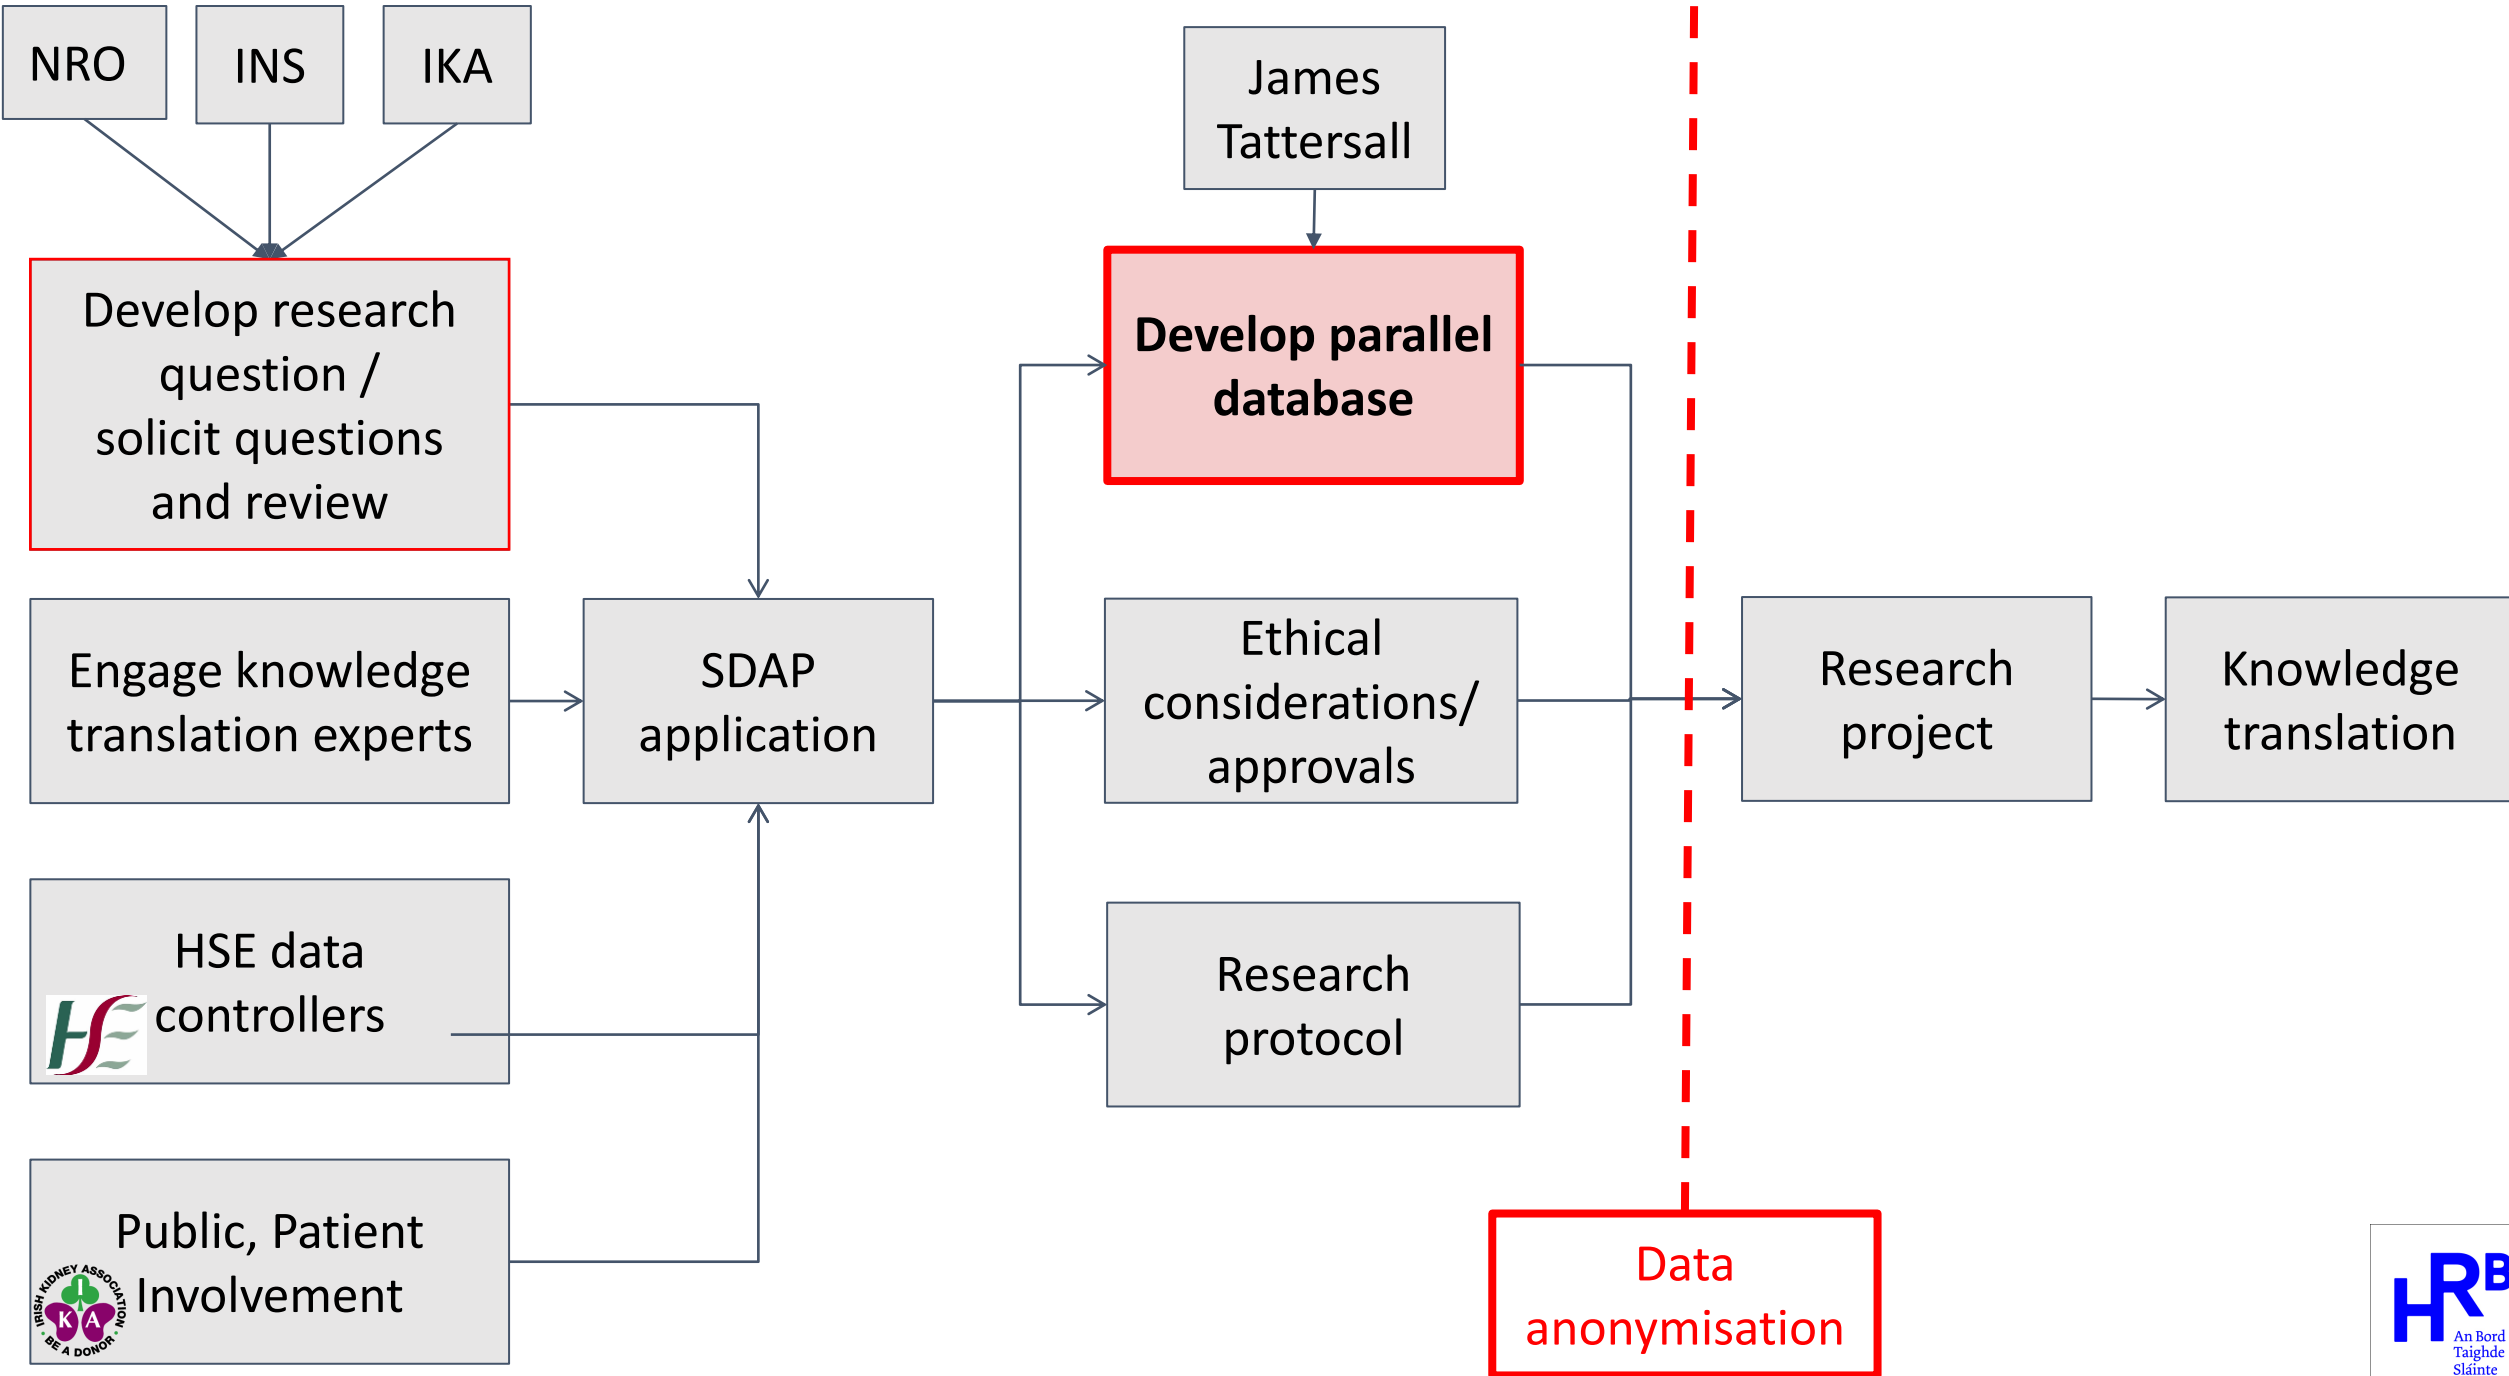 NRO
INS
IKA
James
Tattersall
Develop research
question /
solicit questions
and review
Develop parallel
database
Engage knowledge
translation experts
SDAP
application
Ethical
considerations/
approvals
Research
project
Knowledge
translation
HSE data
controllers
HSE
Research
protocol
Public, Patient
Involvement
IRISH KIDNEY ASSOCIATION
I
K A
BE A DONOR
Data
anonymisation
HRB
An Bord
Taighde
Sláinte